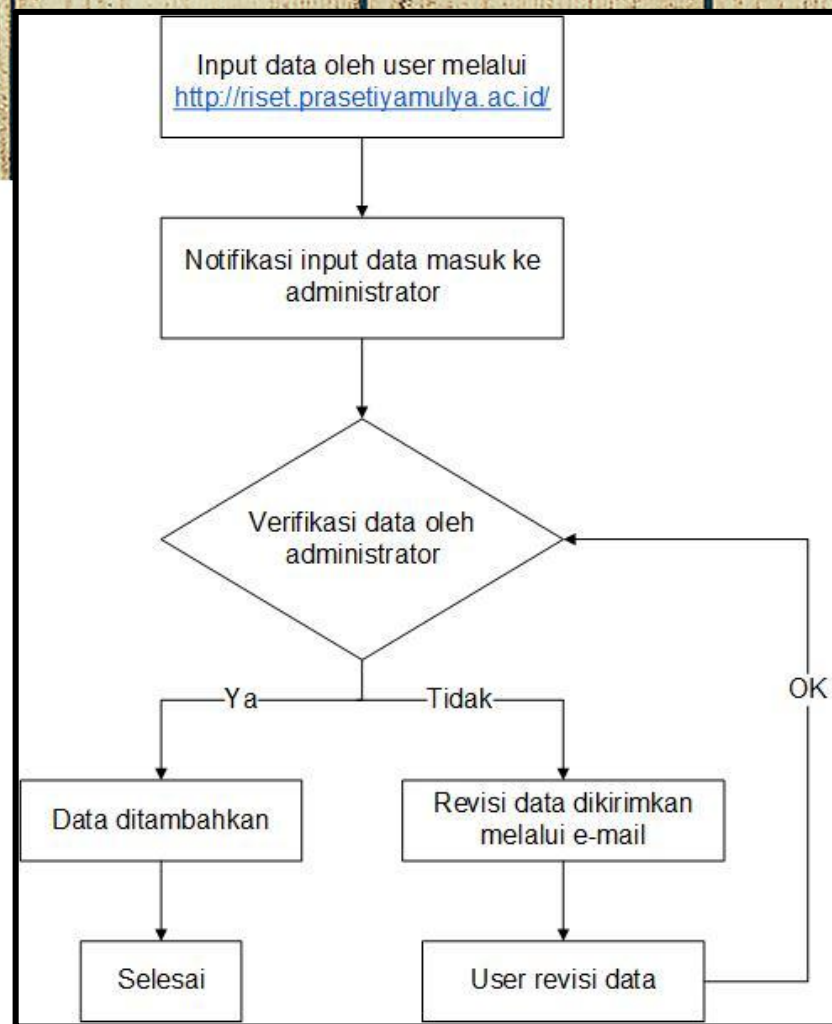 Input data oleh user melalui
http://riset.prasetiyamulya.ac.id/
Notifikasi input data masuk ke
administrator
Verifikasi data oleh
administrator
Ya
Tidak
OK
Data ditambahkan
Revisi data dikirimkan
melalui e-mail
Selesai
User revisi data